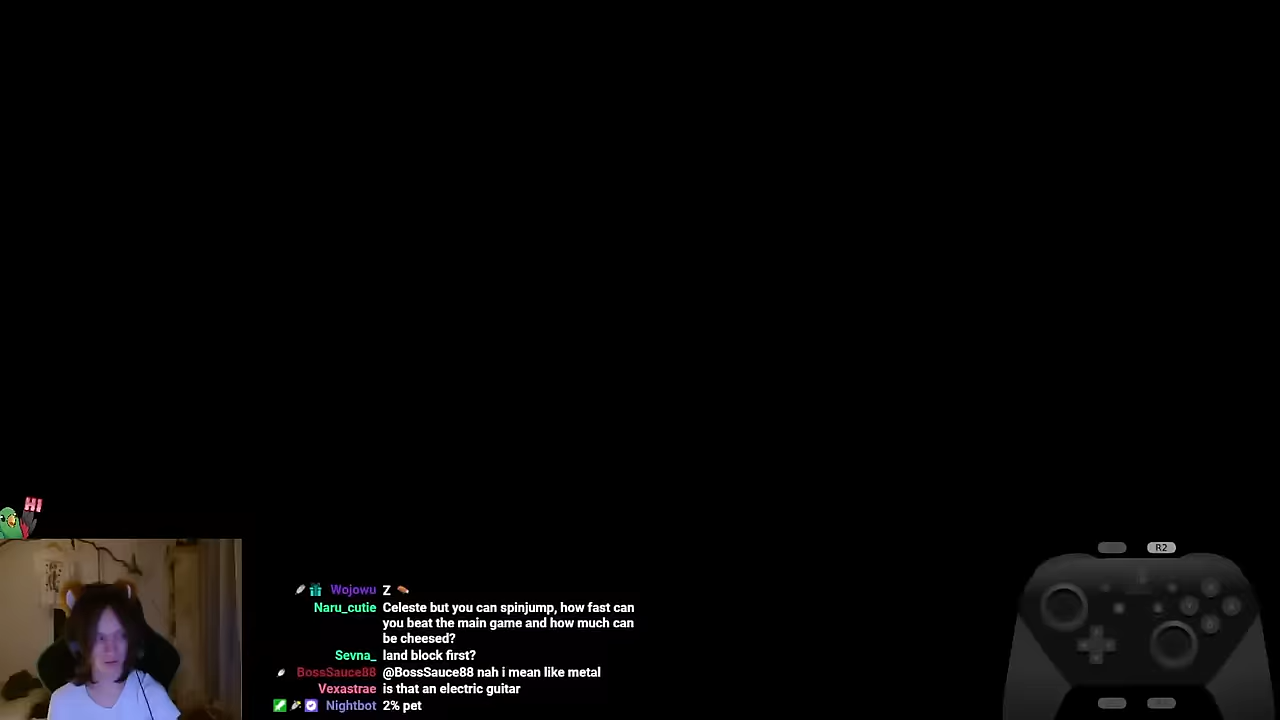 HI
R2
Wojowu Z
Naru_cutie Celeste but you can spinjump, how fast can
you beat the main game and how much can
be cheesed?
Sevna_ land block first?
BossSauce88 @BossSauce88 nah i mean like metal
Vexastrae is that an electric guitar
Nightbot 2% pet